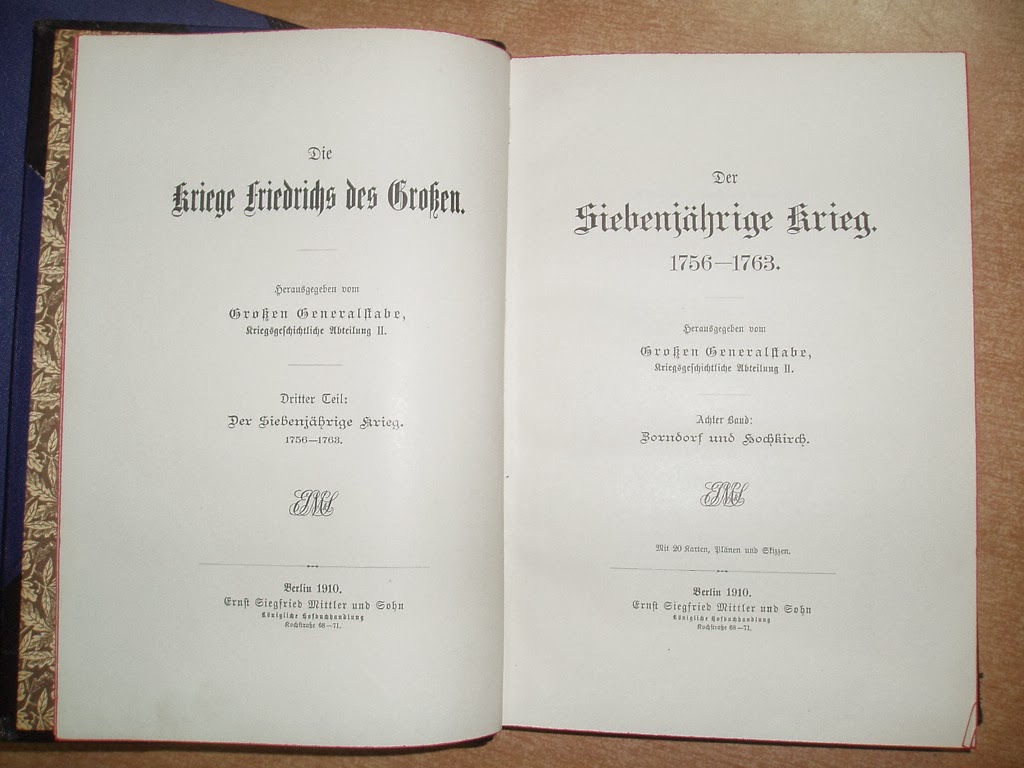 Die
Kriege Friedrichs des Großen.
Herausgegeben vom
Großen Generalstabe,
Kriegsgeschichtliche Abteilung II.
Dritter Teil:
Der Siebenjährige Krieg.
1756—1763.
Berlin 1910.
Ernst Siegfried Mittler und Sohn
Königliche Hofbuchhandlung
Kochstraße 68—71.
Der
Siebenjährige Krieg.
1756—1763.
Herausgegeben vom
Großen Generalstabe,
Kriegsgeschichtliche Abteilung II.
Achter Band:
Zorndorf und Hochkirch.
Mit 20 Karten, Plänen und Skizzen.
Berlin 1910.
Ernst Siegfried Mittler und Sohn
Königliche Hofbuchhandlung
Kochstraße 68—71.